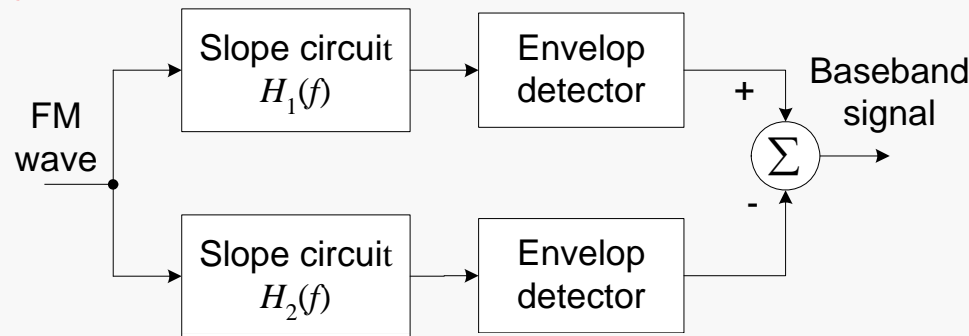 Slope circuit
H₁(f)
Envelop
detector
FM
wave
+
Baseband
signal
Σ
-
Slope circuit
H₂(f)
Envelop
detector